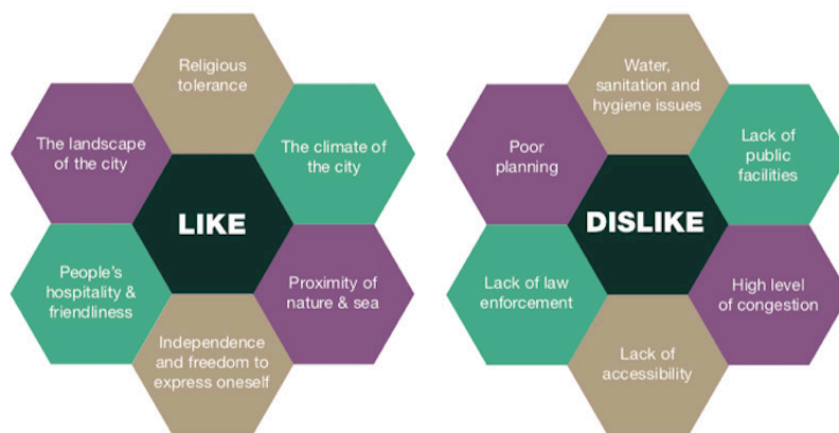 Religious
tolerance
The landscape
of the city
The climate of
the city
LIKE
People's
hospitality &
friendliness
Proximity of
nature & sea
Independence
and freedom to
express oneself
Water,
sanitation and
hygiene issues
Poor
planning
Lack of
public
facilities
DISLIKE
Lack of law
enforcement
High level
of congestion
Lack of
accessibility